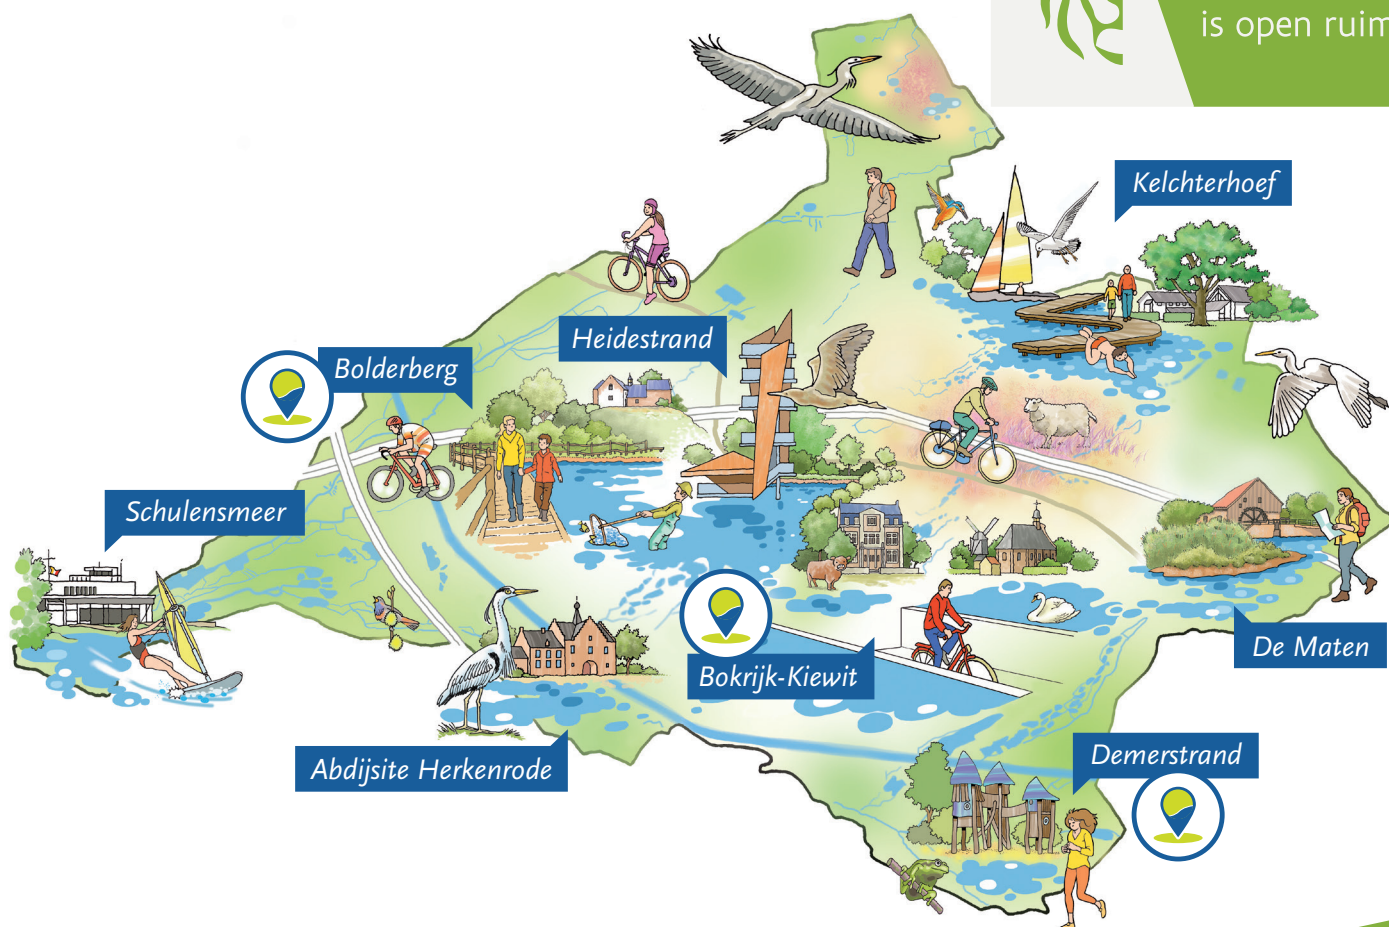 is open ruim
Kelchterhoef
Heidestrand
Bolderberg
Schulensmeer
De Maten
Bokrijk-Kiewit
Demerstrand
Abdijsite Herkenrode